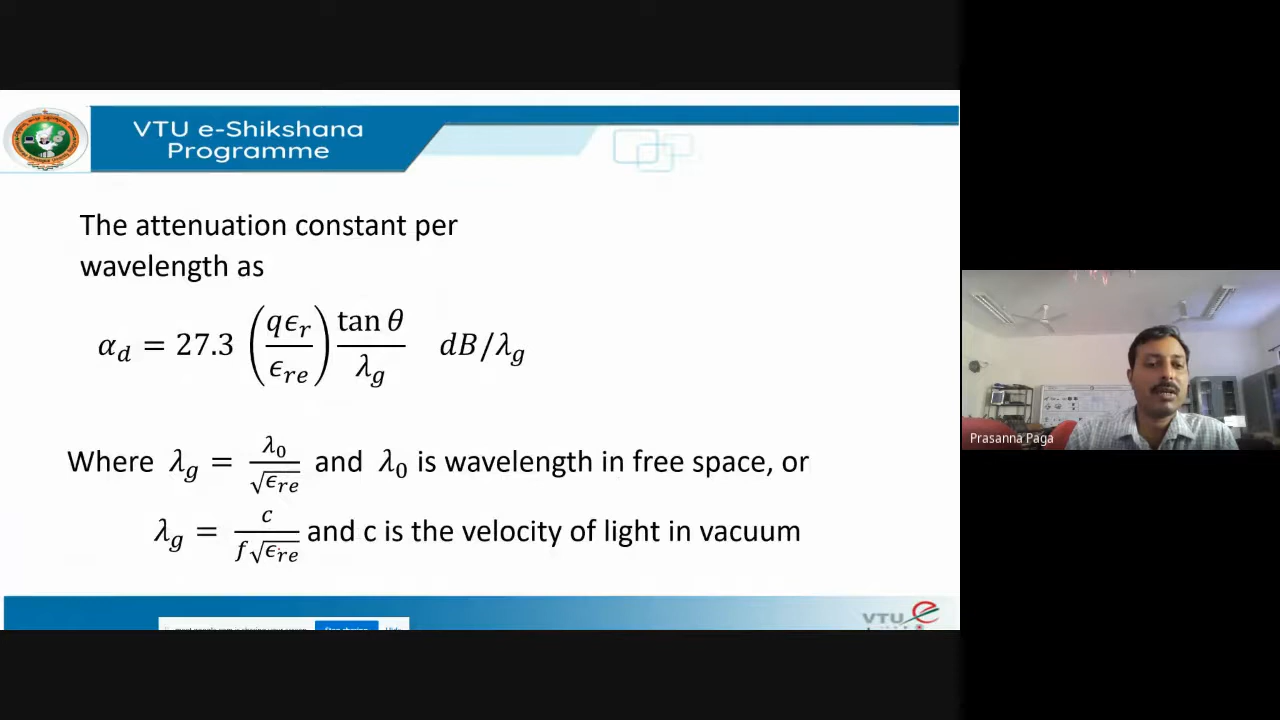 VTU e-Shikshana
Programme
The attenuation constant per
wavelength as
α_d = 27.3 (qϵ_r/ϵ_re) tan θ/λ_g dB/λ_g
Where λ_g = λ_0/√ϵ_re and λ_0 is wavelength in free space, or
λ_g = c/f√ϵ_re and c is the velocity of light in vacuum
Prasanna Paga
VTU e